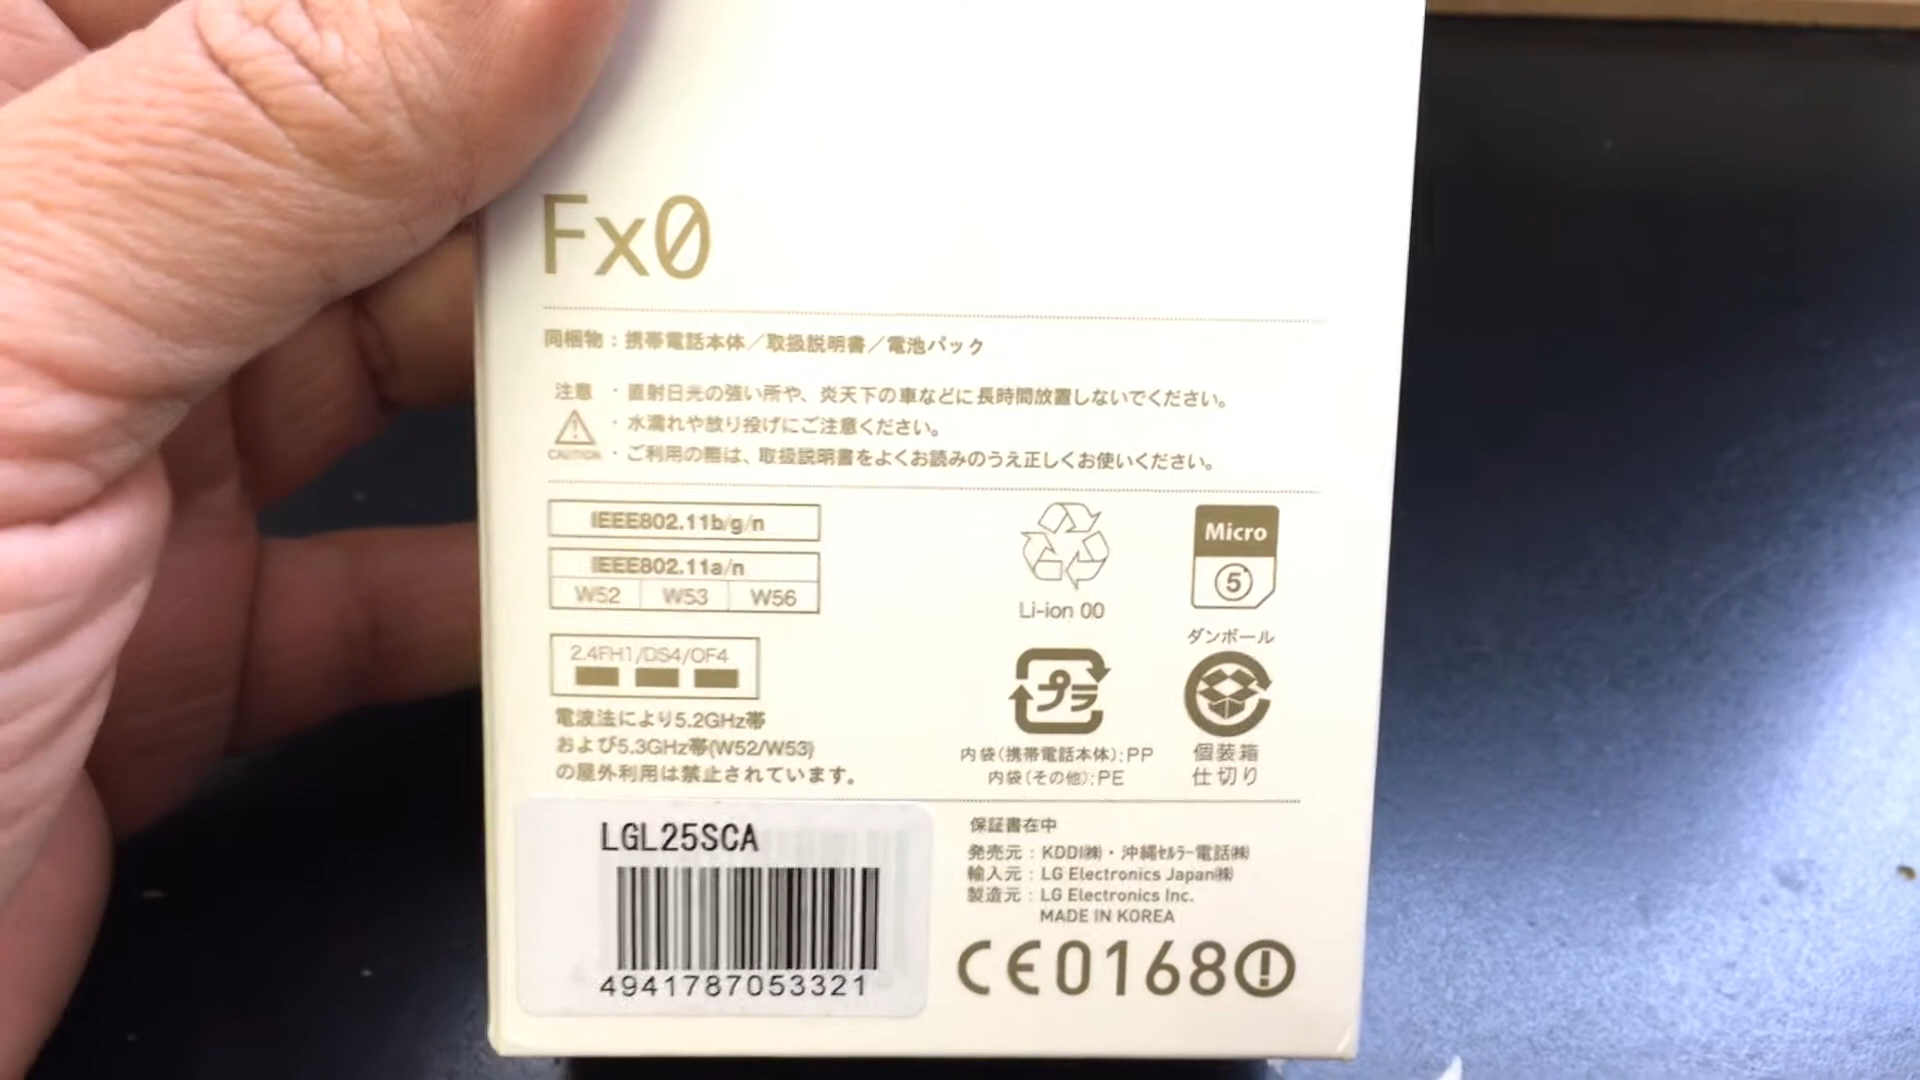 Fx0
同梱物：携帯電話本体／取扱説明書／電池パック
注意 ・直射日光の強い所や、炎天下の車などに長時間放置しないでください。
・水濡れや放り投げにご注意ください。
CAUTION ・ご利用の際は、取扱説明書をよくお読みのうえ正しくお使いください。
IEEE802.11b/g/n
IEEE802.11a/n
W52 W53 W56
2.4FH1/DS4/OF4
電波法により5.2GHz帯
および5.3GHz帯(W52/W53)
の屋外利用は禁止されています。
Li-ion 00
Micro
5
プラ
内袋(携帯電話本体):PP
内袋(その他):PE
ダンボール
個装箱
仕切り
LGL25SCA
4941787053321
保証書在中
発売元：KDDI㈱・沖縄ｾﾙﾗｰ電話㈱
輸入元：LG Electronics Japan㈱
製造元：LG Electronics Inc.
MADE IN KOREA
CE0168!